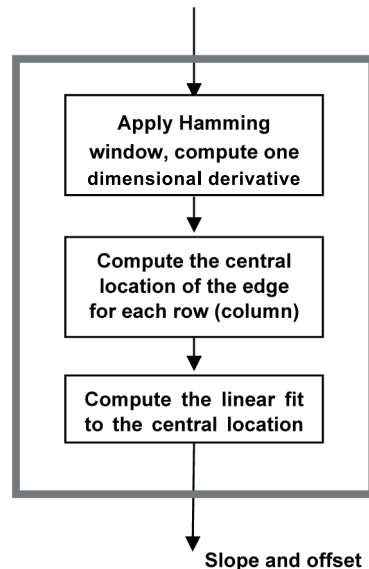 Apply Hamming
window, compute one
dimensional derivative
Compute the central
location of the edge
for each row (column)
Compute the linear fit
to the central location
Slope and offset